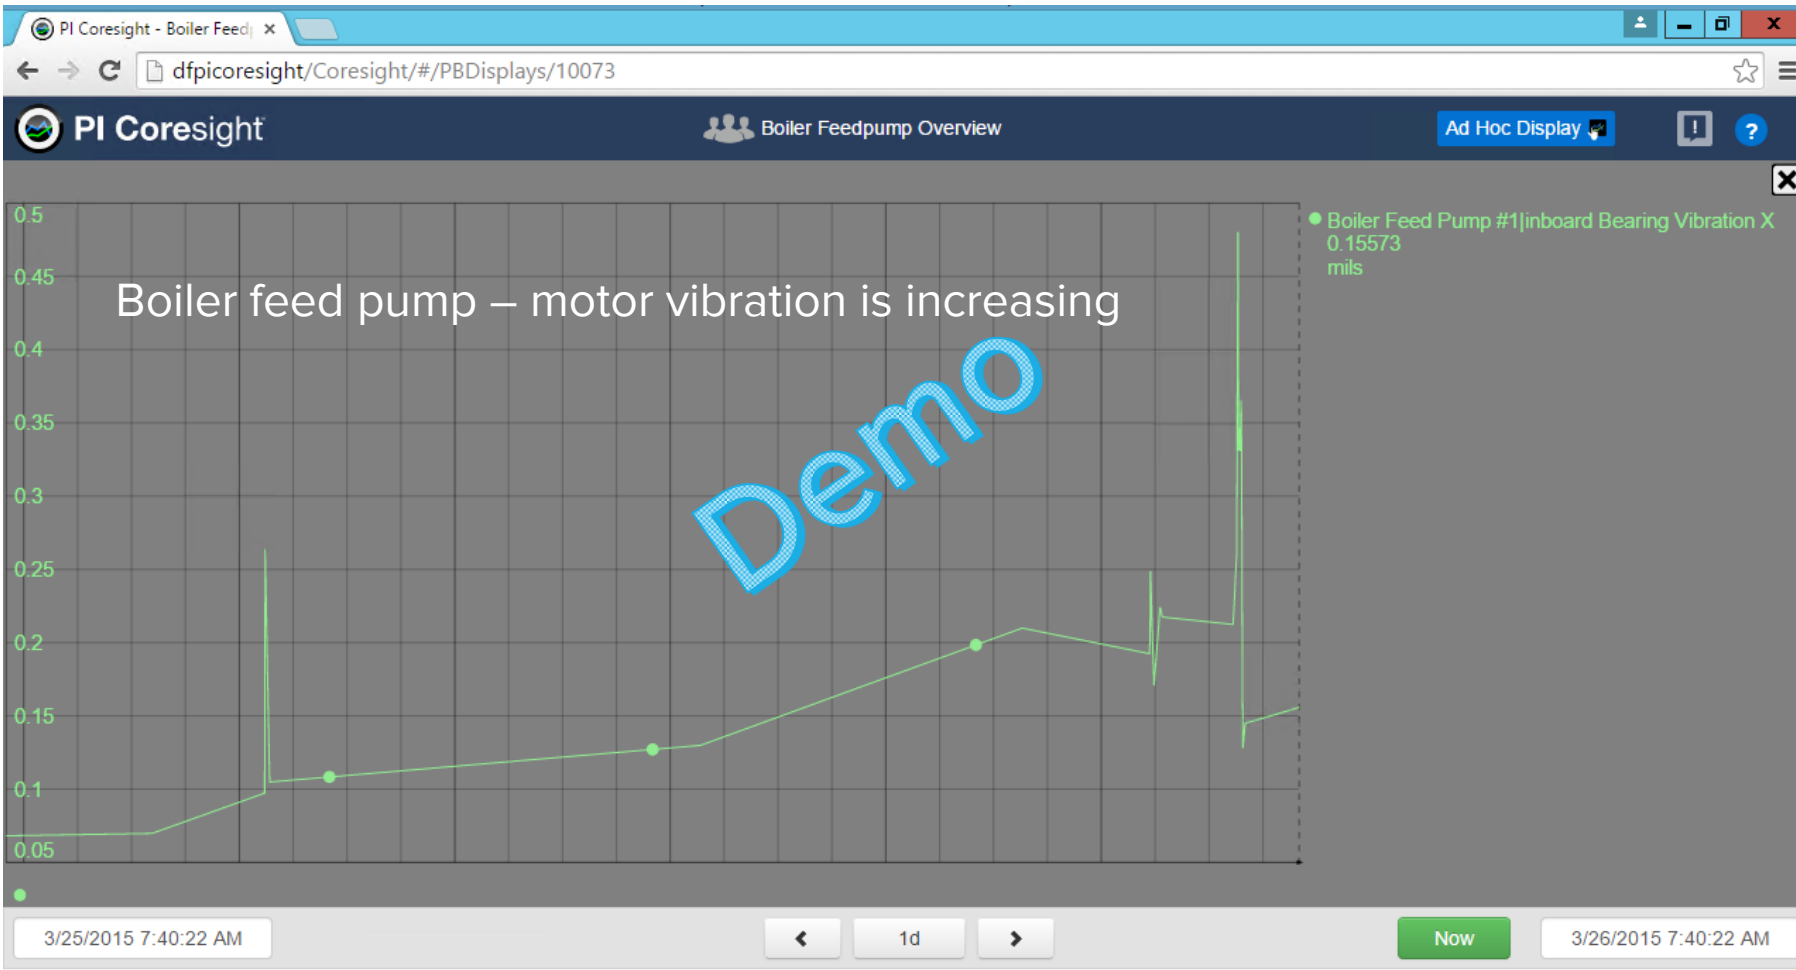 PI Coresight - Boiler Feed
dfpicoresight/Coresight/#/PBDisplays/10073
PI Coresight
Boiler Feedpump Overview
Ad Hoc Display
!
?
0.5
Boiler Feed Pump #1|inboard Bearing Vibration X
0.15573
mils
0.45
Boiler feed pump – motor vibration is increasing
0.4
Demo
0.35
0.3
0.25
0.2
0.15
0.1
0.05
3/25/2015 7:40:22 AM
1d
Now
3/26/2015 7:40:22 AM